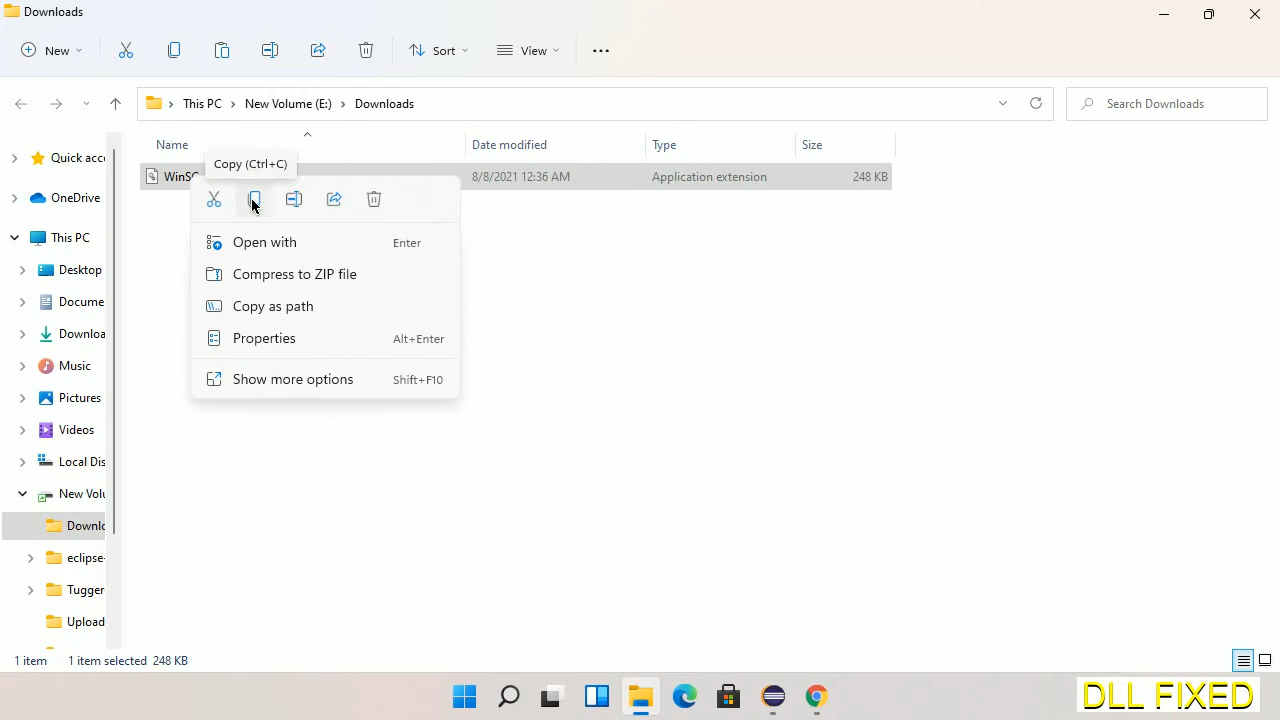 Downloads
New
Sort
View
This PC
New Volume (E:)
Downloads
Search Downloads
Name
Date modified
Type
Size
Quick acc
OneDrive
This PC
Desktop
Docume
Downloa
Music
Pictures
Videos
Local Dis
New Volu
Downlo
eclipse-
Tugger
Upload
Copy (Ctrl+C)
WinSC
8/8/2021 12:36 AM
Application extension
248 KB
Open with
Enter
Compress to ZIP file
Copy as path
Properties
Alt+Enter
Show more options
Shift+F10
1 item
1 item selected 248 KB
DLL FIXED